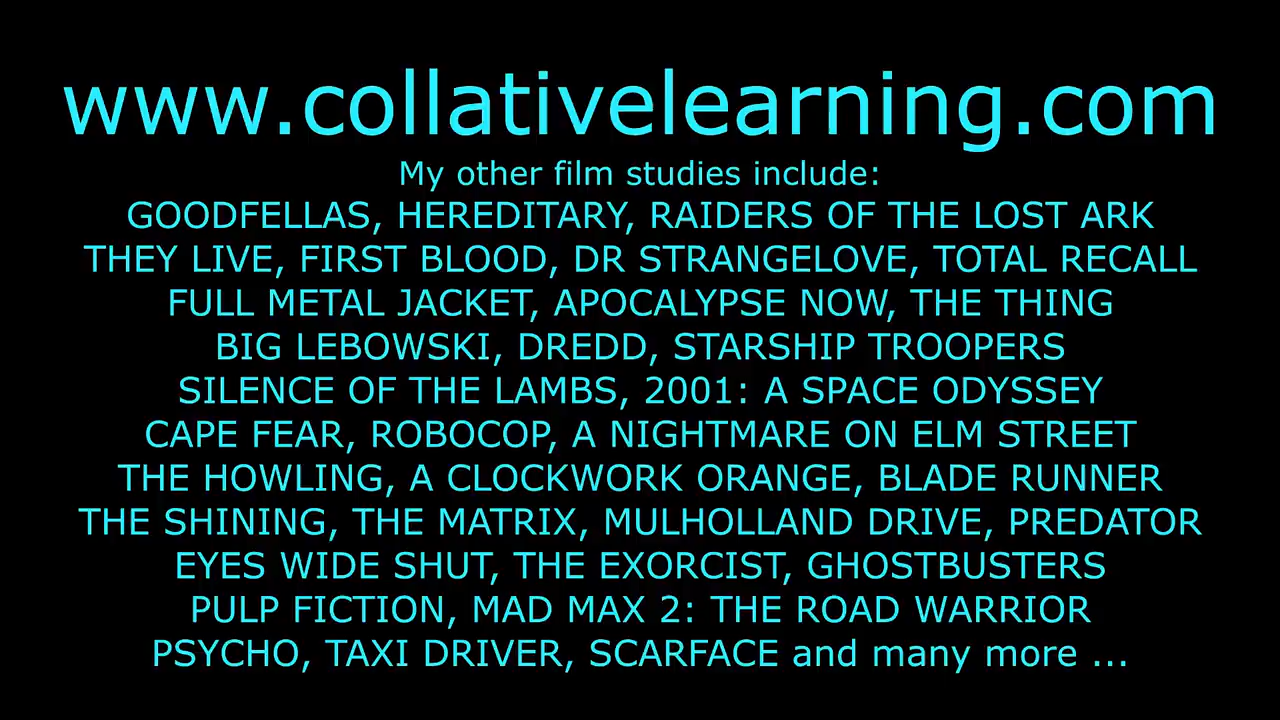 www.collativelearning.com
My other film studies include:
GOODFELLAS, HEREDITARY, RAIDERS OF THE LOST ARK
THEY LIVE, FIRST BLOOD, DR STRANGELOVE, TOTAL RECALL
FULL METAL JACKET, APOCALYPSE NOW, THE THING
BIG LEBOWSKI, DREDD, STARSHIP TROOPERS
SILENCE OF THE LAMBS, 2001: A SPACE ODYSSEY
CAPE FEAR, ROBOCOP, A NIGHTMARE ON ELM STREET
THE HOWLING, A CLOCKWORK ORANGE, BLADE RUNNER
THE SHINING, THE MATRIX, MULHOLLAND DRIVE, PREDATOR
EYES WIDE SHUT, THE EXORCIST, GHOSTBUSTERS
PULP FICTION, MAD MAX 2: THE ROAD WARRIOR
PSYCHO, TAXI DRIVER, SCARFACE and many more ...